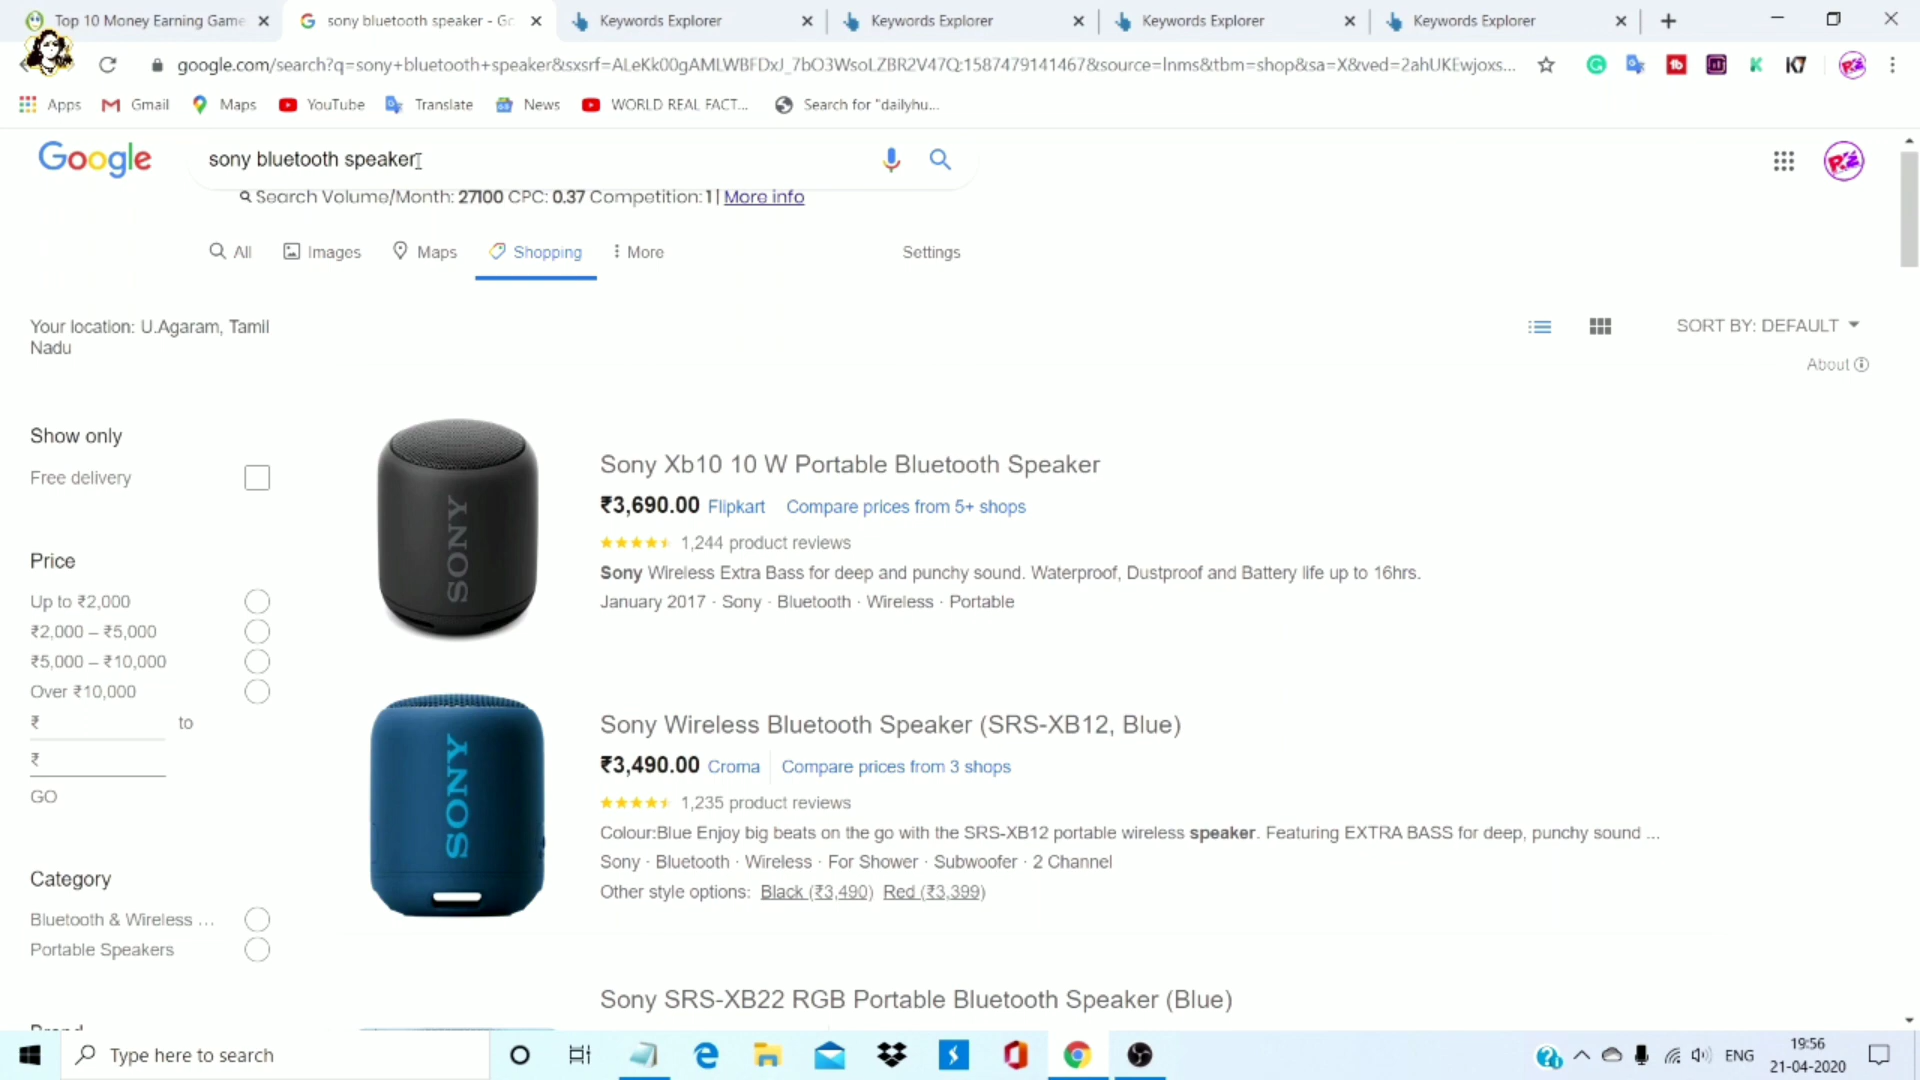 Top 10 Money Earning Game
sony bluetooth speaker - Go
Keywords Explorer
Keywords Explorer
Keywords Explorer
Keywords Explorer
google.com/search?q=sony+bluetooth+speaker&sxsrf=ALeKk00gAMLWBFDxJ_7bO3WsoLZBR2V47Q:1587479141467&source=lnms&tbm=shop&sa=X&ved=2ahUKEwjoxs...
Apps
Gmail
Maps
YouTube
Translate
News
WORLD REAL FACT...
Search for "dailyhu...
Google
sony bluetooth speaker
Search Volume/Month: 27100 CPC: 0.37 Competition: 1 | More info
All
Images
Maps
Shopping
More
Settings
Your location: U.Agaram, Tamil
Nadu
SORT BY: DEFAULT
About
Show only
Free delivery
Price
Up to ₹2,000
₹2,000 – ₹5,000
₹5,000 – ₹10,000
Over ₹10,000
₹ to
₹
GO
Category
Bluetooth & Wireless ...
Portable Speakers
SONY
Sony Xb10 10 W Portable Bluetooth Speaker
₹3,690.00 Flipkart Compare prices from 5+ shops
1,244 product reviews
Sony Wireless Extra Bass for deep and punchy sound. Waterproof, Dustproof and Battery life up to 16hrs.
January 2017 · Sony · Bluetooth · Wireless · Portable
SONY
Sony Wireless Bluetooth Speaker (SRS-XB12, Blue)
₹3,490.00 Croma Compare prices from 3 shops
1,235 product reviews
Colour:Blue Enjoy big beats on the go with the SRS-XB12 portable wireless speaker. Featuring EXTRA BASS for deep, punchy sound ...
Sony · Bluetooth · Wireless · For Shower · Subwoofer · 2 Channel
Other style options: Black (₹3,490) Red (₹3,399)
Sony SRS-XB22 RGB Portable Bluetooth Speaker (Blue)
Type here to search
ENG
19:56
21-04-2020